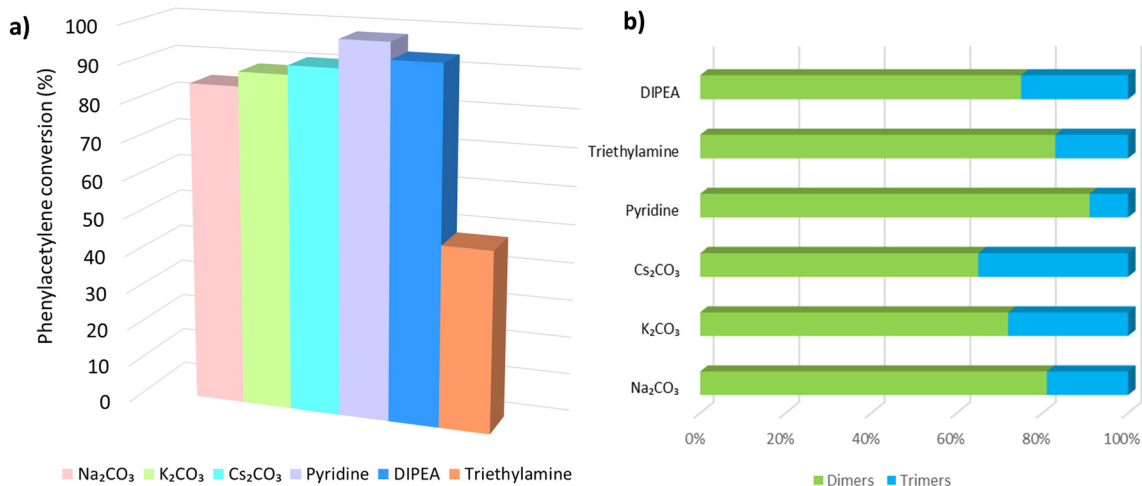 a)
Phenylacetylene conversion (%)
100
90
80
70
60
50
40
30
20
10
0
Na₂CO₃ K₂CO₃ Cs₂CO₃ Pyridine DIPEA Triethylamine
b)
DIPEA
Triethylamine
Pyridine
Cs₂CO₃
K₂CO₃
Na₂CO₃
0% 20% 40% 60% 80% 100%
Dimers Trimers